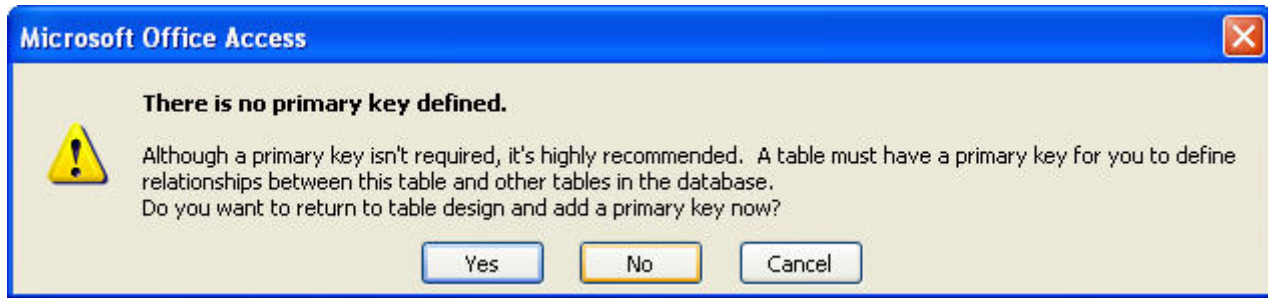 Microsoft Office Access
There is no primary key defined.
Although a primary key isn't required, it's highly recommended.  A table must have a primary key for you to define
relationships between this table and other tables in the database.
Do you want to return to table design and add a primary key now?
Yes No Cancel